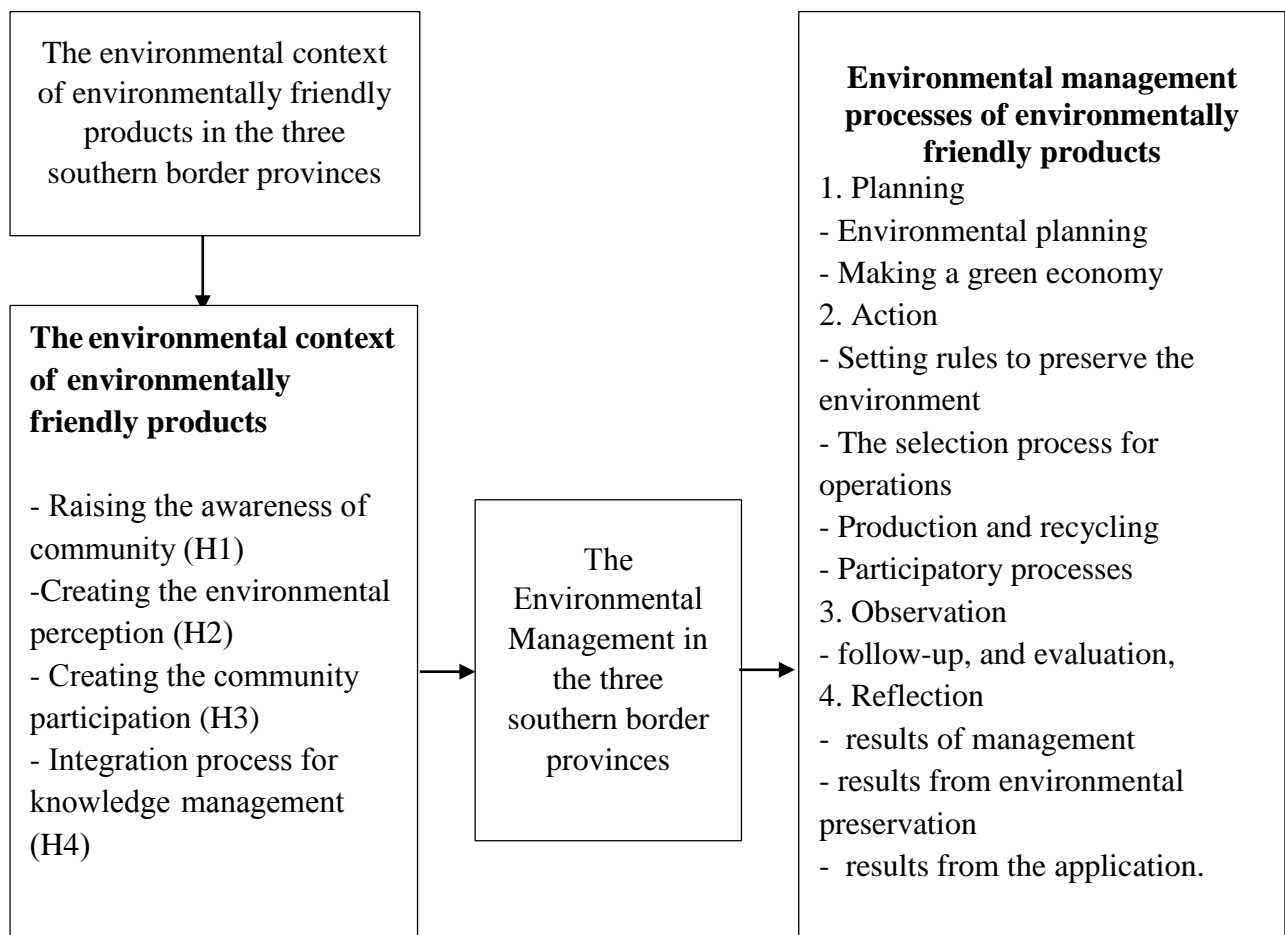 The environmental context
of environmentally friendly
products in the three
southern border provinces
The environmental context
of environmentally
friendly products
- Raising the awareness of
community (H1)
-Creating the environmental
perception (H2)
- Creating the community
participation (H3)
- Integration process for
knowledge management
(H4)
The
Environmental
Management in
the three
southern border
provinces
Environmental management
processes of environmentally
friendly products
1. Planning
- Environmental planning
- Making a green economy
2. Action
- Setting rules to preserve the
environment
- The selection process for
operations
- Production and recycling
- Participatory processes
3. Observation
- follow-up, and evaluation,
4. Reflection
- results of management
- results from environmental
preservation
- results from the application.